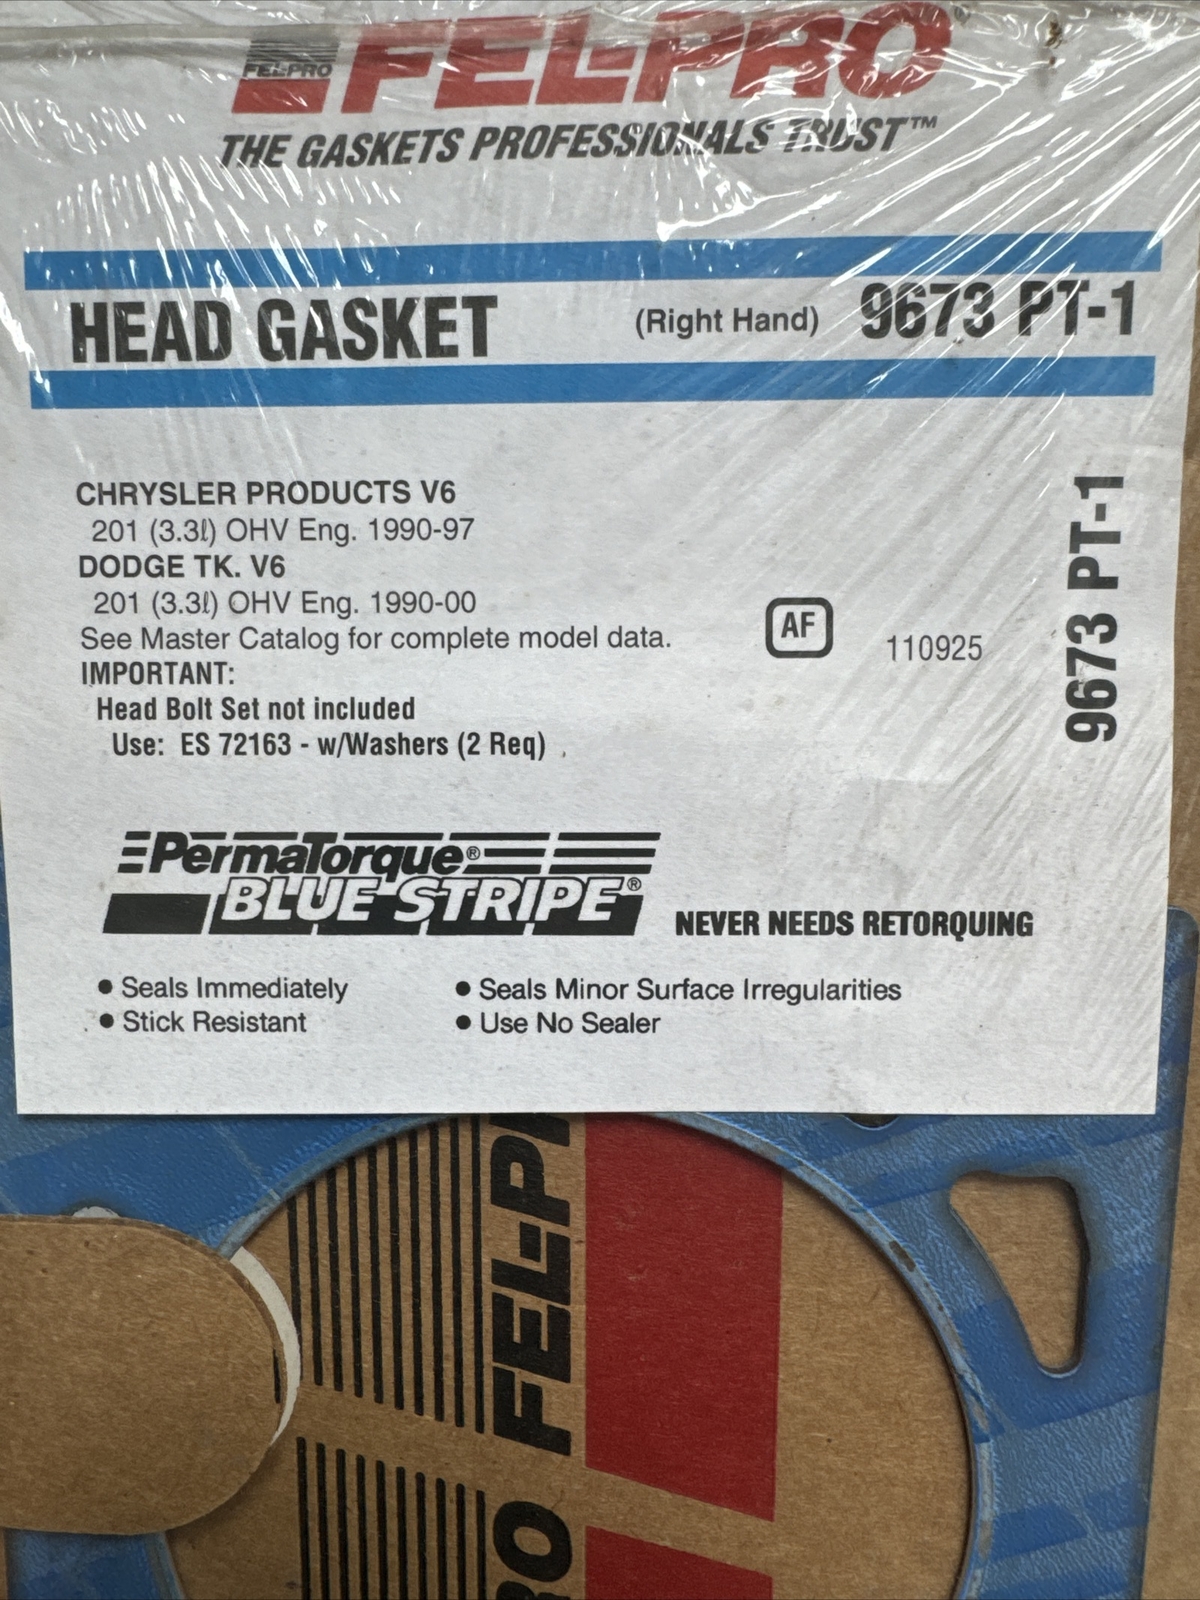 FEL-PRO
FEL-PRO
THE GASKETS PROFESSIONALS TRUST™
HEAD GASKET (Right Hand) 9673 PT-1
CHRYSLER PRODUCTS V6
201 (3.3ℓ) OHV Eng. 1990-97
DODGE TK. V6
201 (3.3ℓ) OHV Eng. 1990-00
See Master Catalog for complete model data.
AF 110925
9673 PT-1
IMPORTANT:
Head Bolt Set not included
Use: ES 72163 - w/Washers (2 Req)
PermaTorque®
BLUE STRIPE® NEVER NEEDS RETORQUING
• Seals Immediately • Seals Minor Surface Irregularities
• Stick Resistant • Use No Sealer
FEL-P
RO